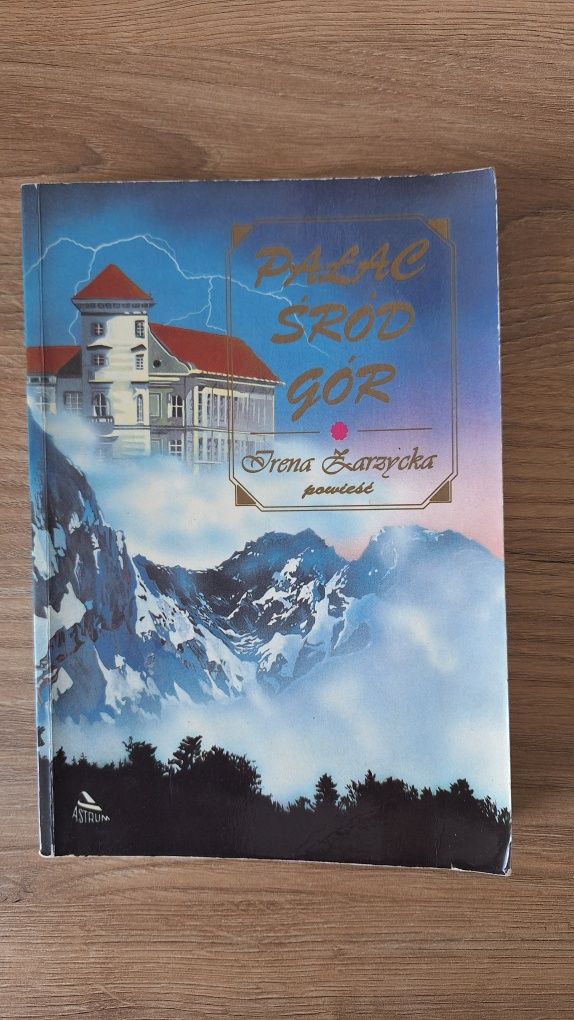 PAŁAC
ŚRÓD
GÓR
Irena Zarzycka
powieść
ASTRUM